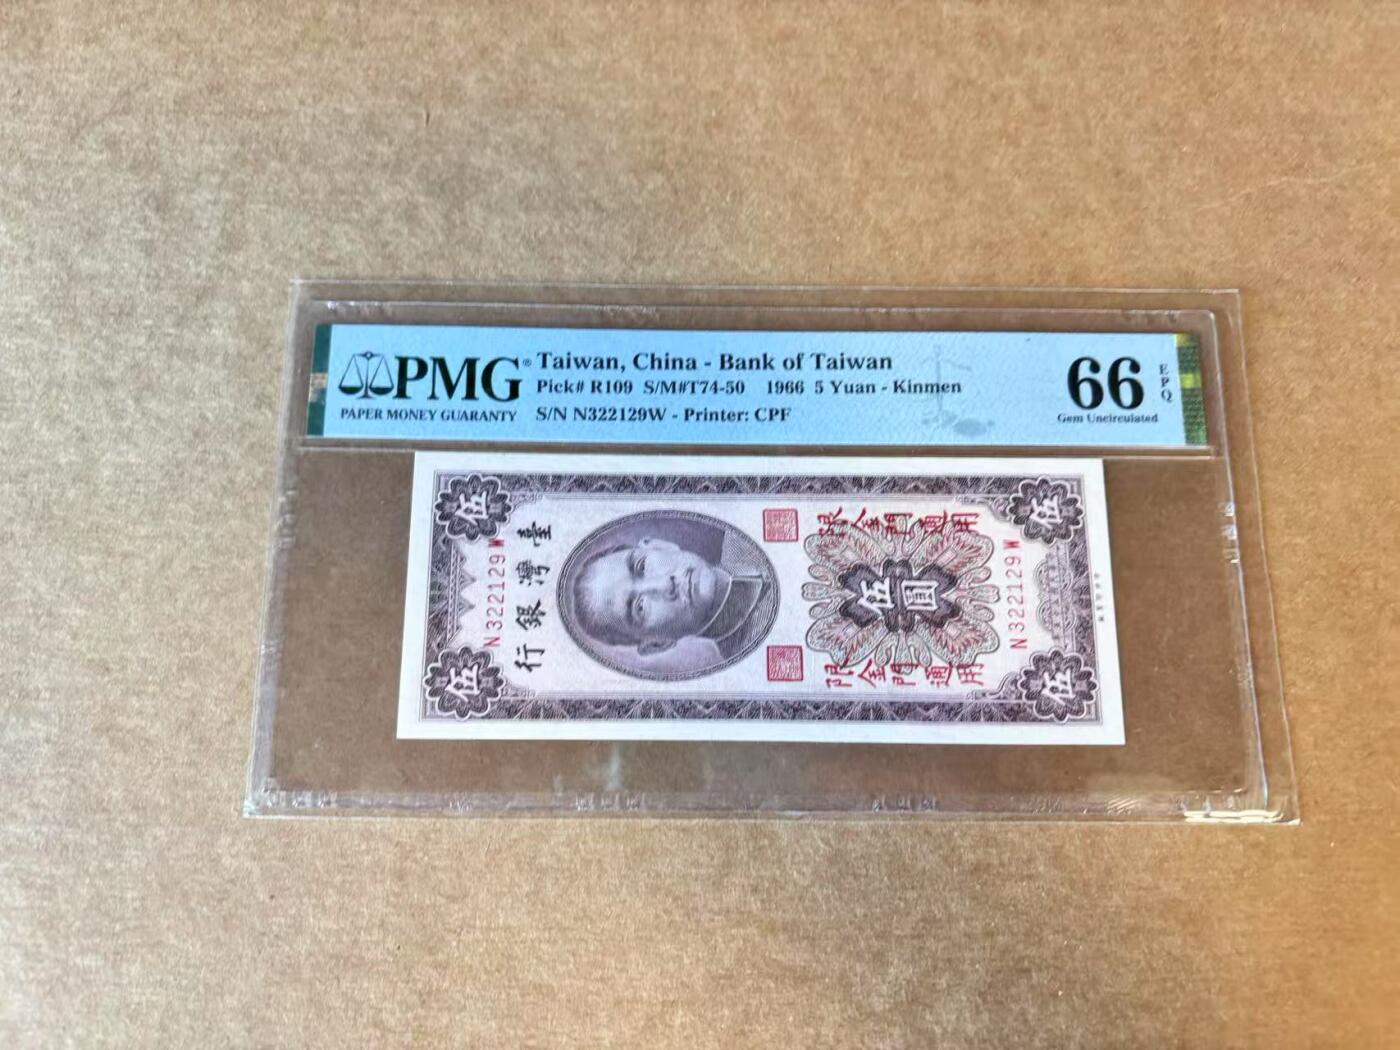 PMG®
PAPER MONEY GUARANTY
Taiwan, China - Bank of Taiwan
Pick# R109 S/M#T74-50 1966 5 Yuan - Kinmen
S/N N322129W - Printer: CPF
66
EPQ
Gem Uncirculated
伍
伍
N322129W
臺灣銀行
限金門通用
伍圓
限金門通用
N322129W
伍
伍